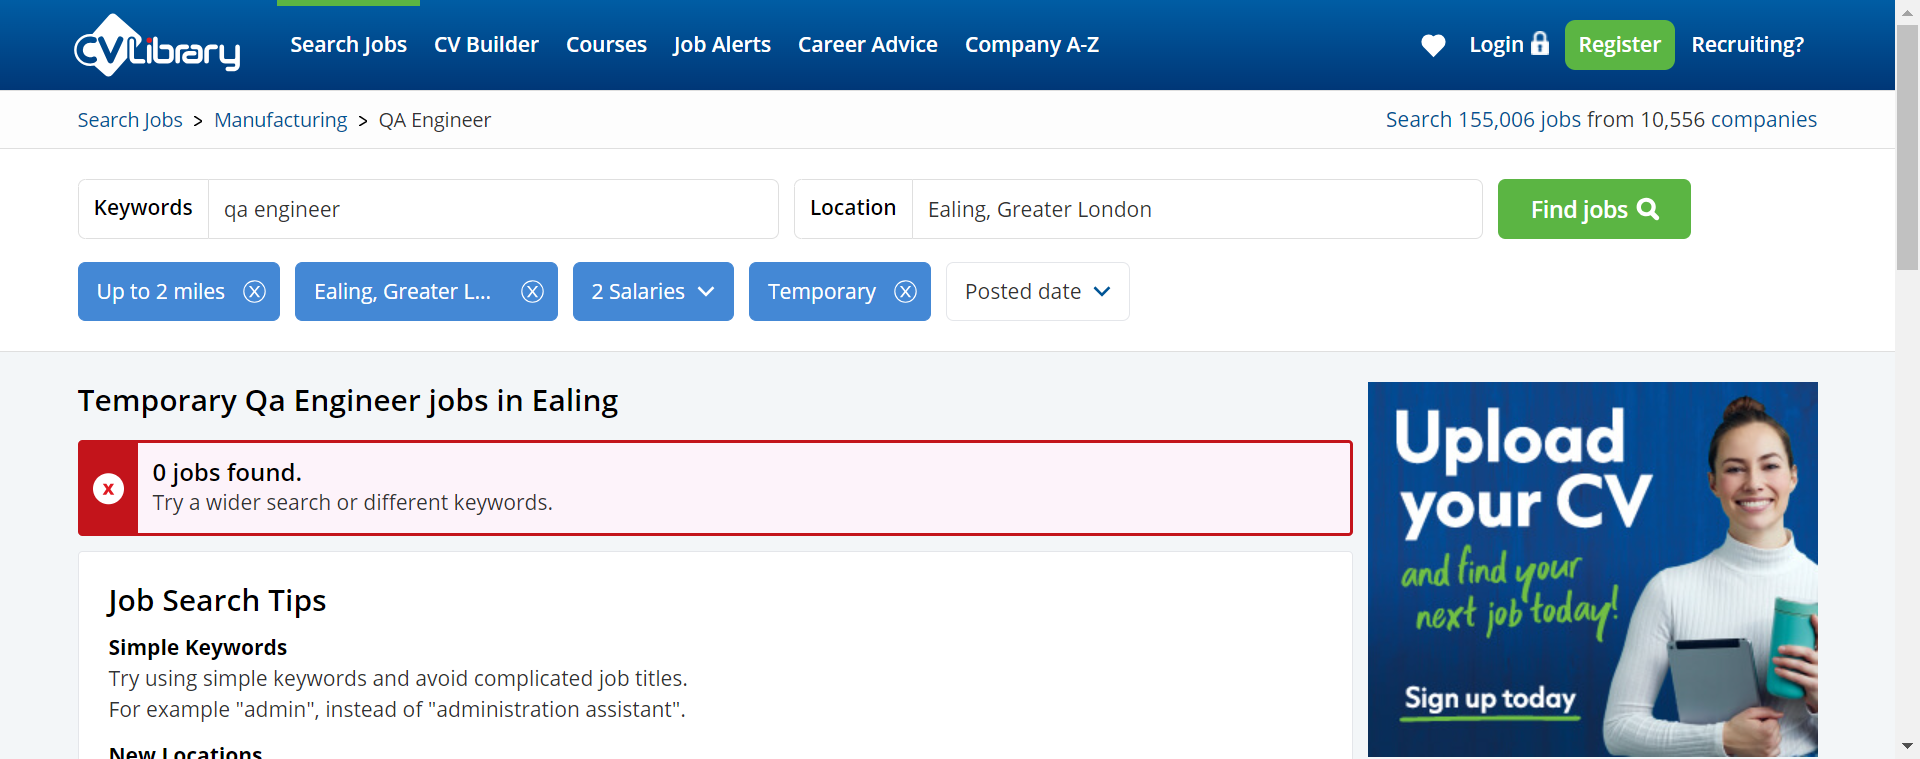 CVLibrary
Search Jobs
CV Builder
Courses
Job Alerts
Career Advice
Company A-Z
Login
Register
Recruiting?
Search Jobs > Manufacturing > QA Engineer
Search 155,006 jobs from 10,556 companies
Keywords
qa engineer
Location
Ealing, Greater London
Find jobs
Up to 2 miles
Ealing, Greater L...
2 Salaries
Temporary
Posted date
Temporary Qa Engineer jobs in Ealing
0 jobs found.
Try a wider search or different keywords.
Job Search Tips
Simple Keywords
Try using simple keywords and avoid complicated job titles.
For example "admin", instead of "administration assistant".
New Locations
Upload
your CV
and find your
next job today!
Sign up today